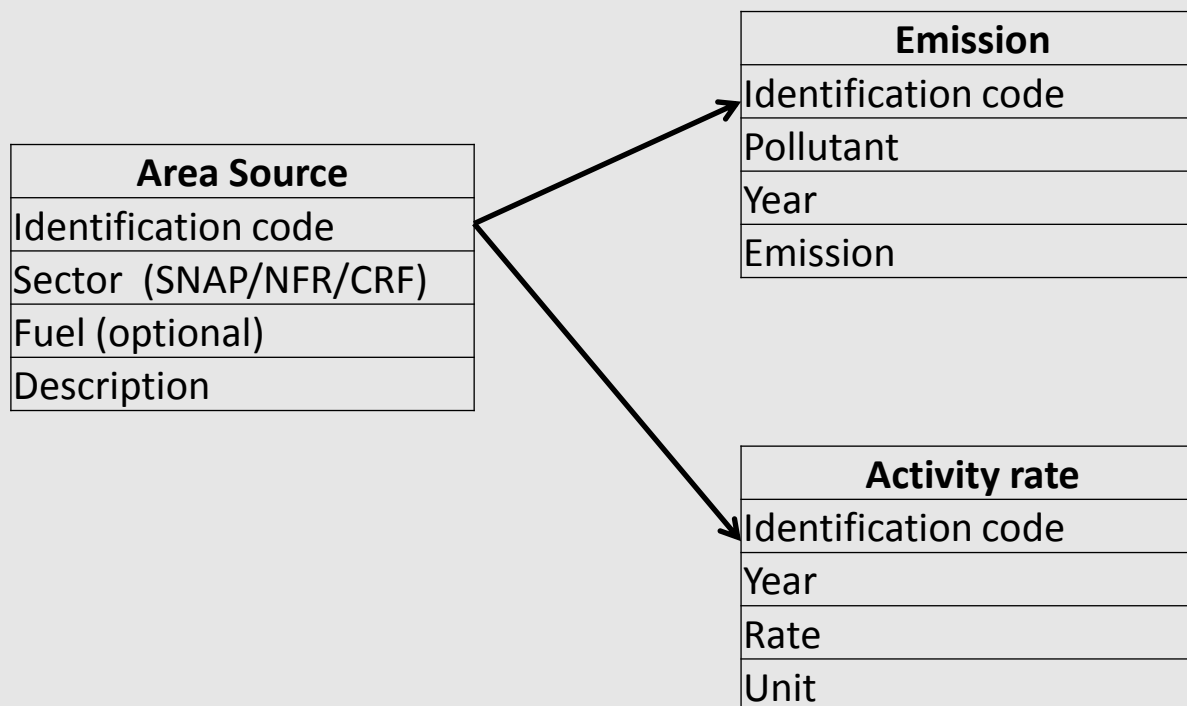 Area Source
Identification code
Sector (SNAP/NFR/CRF)
Fuel (optional)
Description
Emission
Identification code
Pollutant
Year
Emission
Activity rate
Identification code
Year
Rate
Unit